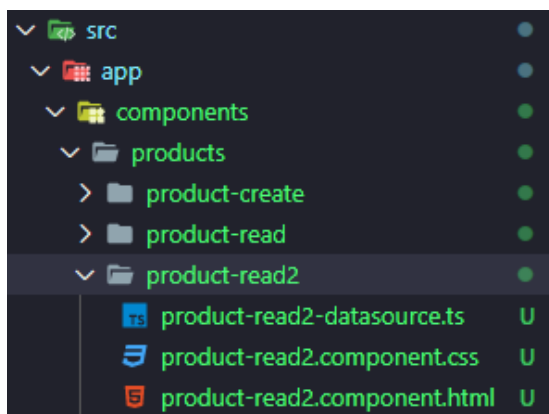 src
app
components
products
product-create
product-read
product-read2
TS product-read2-datasource.ts U
product-read2.component.css U
product-read2.component.html U